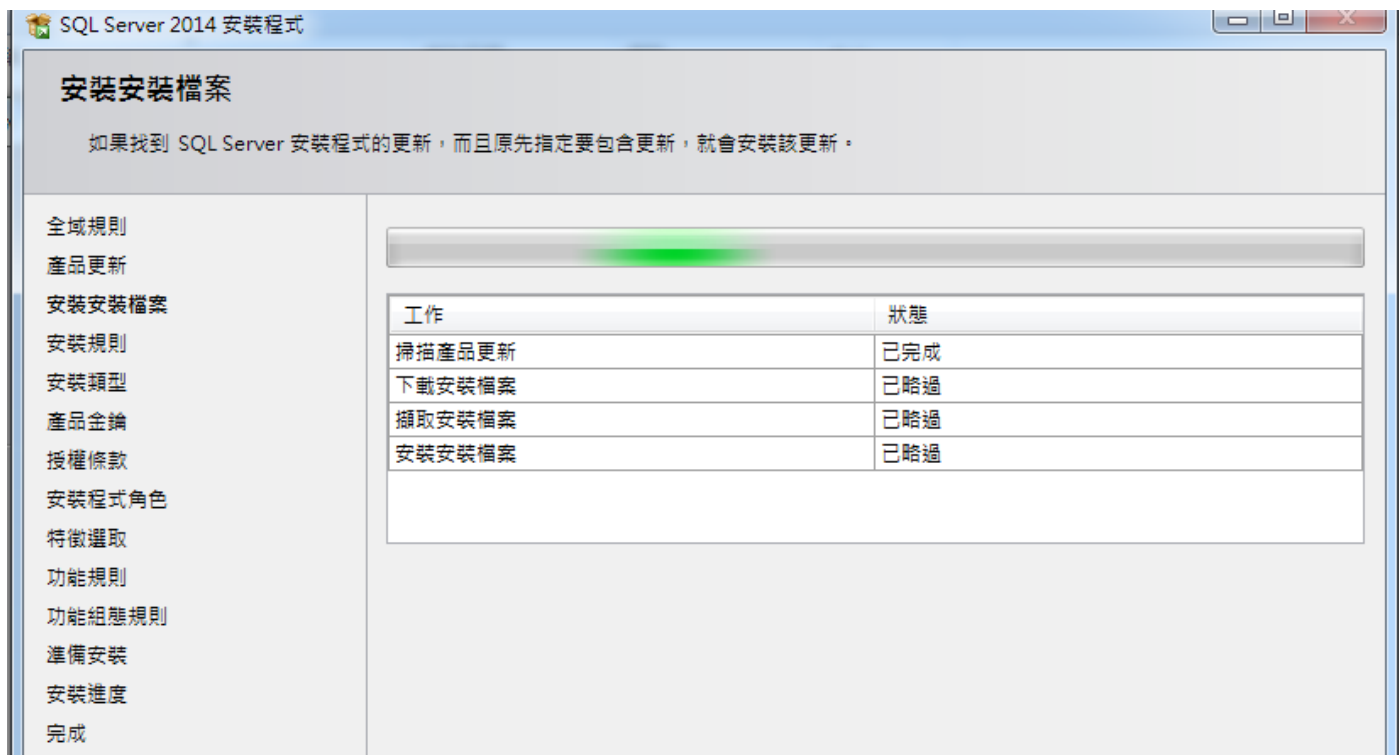 SQL Server 2014 安裝程式
安裝安裝檔案
如果找到 SQL Server 安裝程式的更新，而且原先指定要包含更新，就會安裝該更新。
全域規則
產品更新
安裝安裝檔案
安裝規則
安裝類型
產品金鑰
授權條款
安裝程式角色
特徵選取
功能規則
功能組態規則
準備安裝
安裝進度
完成
工作 狀態
掃描產品更新 已完成
下載安裝檔案 已略過
擷取安裝檔案 已略過
安裝安裝檔案 已略過